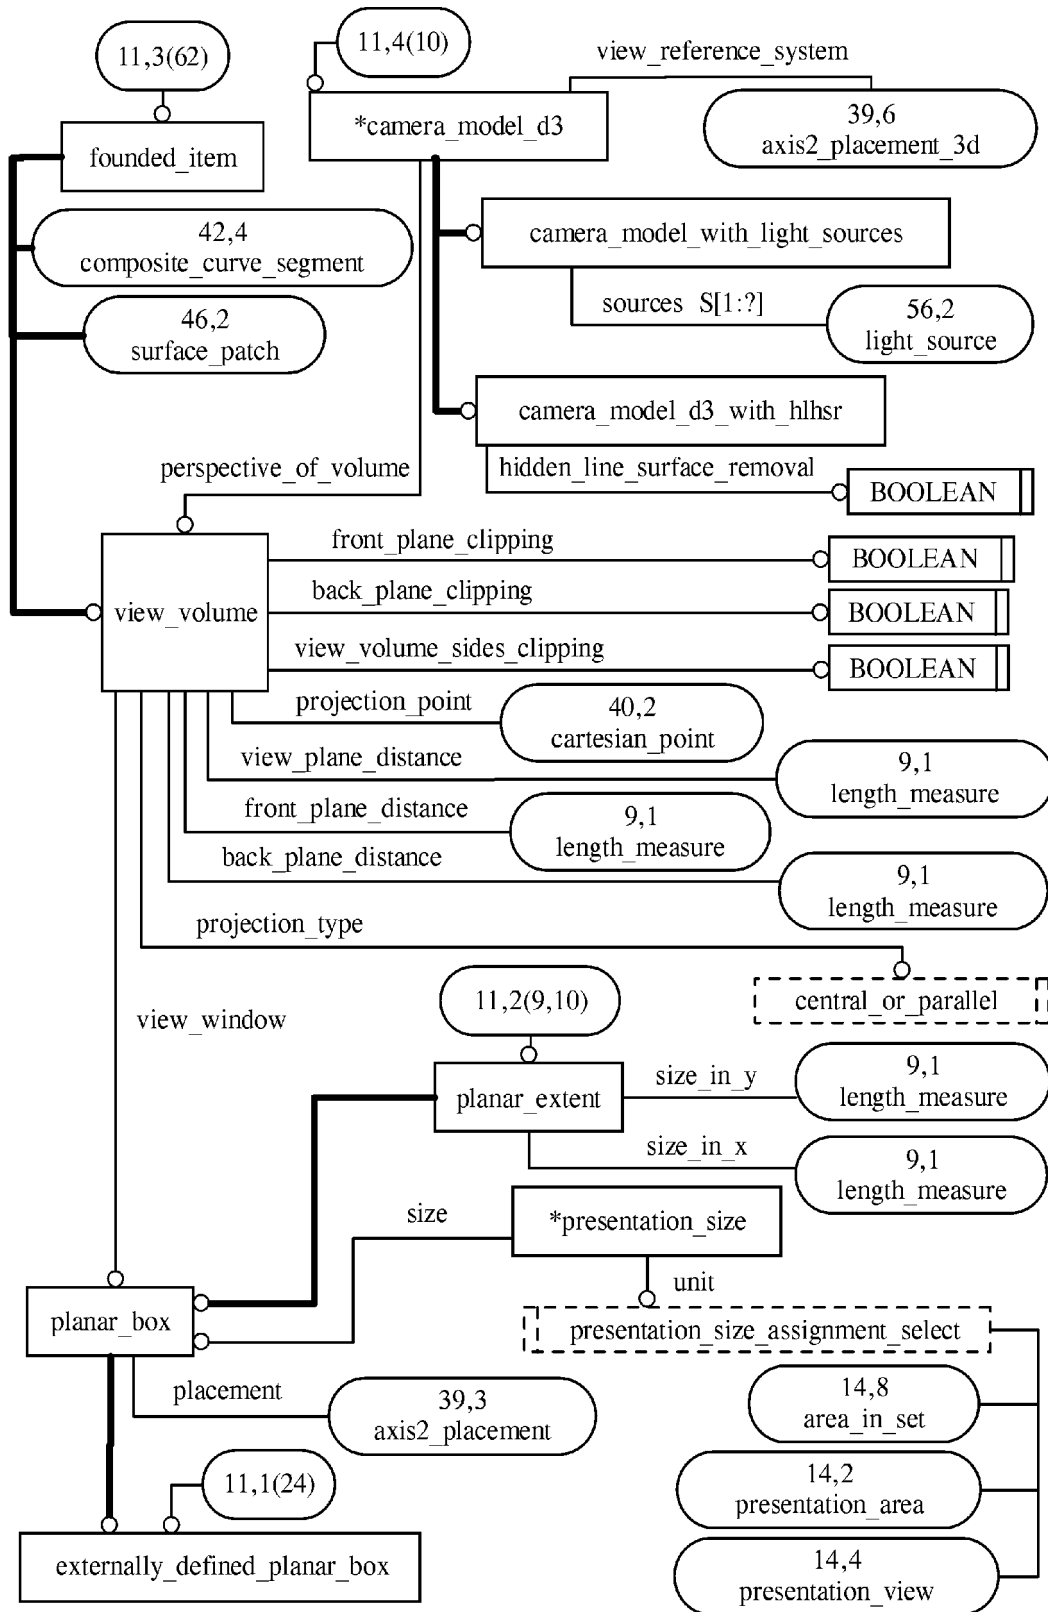 11,3(62)
11,4(10)
view_reference_system
*camera_model_d3
39,6
axis2_placement_3d
founded_item
42,4
composite_curve_segment
camera_model_with_light_sources
46,2
surface_patch
sources S[1:?]
56,2
light_source
camera_model_d3_with_hlhsr
perspective_of_volume
hidden_line_surface_removal
BOOLEAN
front_plane_clipping
BOOLEAN
view_volume
back_plane_clipping
BOOLEAN
view_volume_sides_clipping
BOOLEAN
projection_point
40,2
cartesian_point
view_plane_distance
9,1
length_measure
front_plane_distance
9,1
length_measure
back_plane_distance
9,1
length_measure
projection_type
central_or_parallel
11,2(9,10)
view_window
planar_extent
size_in_y
9,1
length_measure
size_in_x
9,1
length_measure
size
*presentation_size
unit
planar_box
presentation_size_assignment_select
placement
39,3
axis2_placement
14,8
area_in_set
11,1(24)
14,2
presentation_area
externally_defined_planar_box
14,4
presentation_view